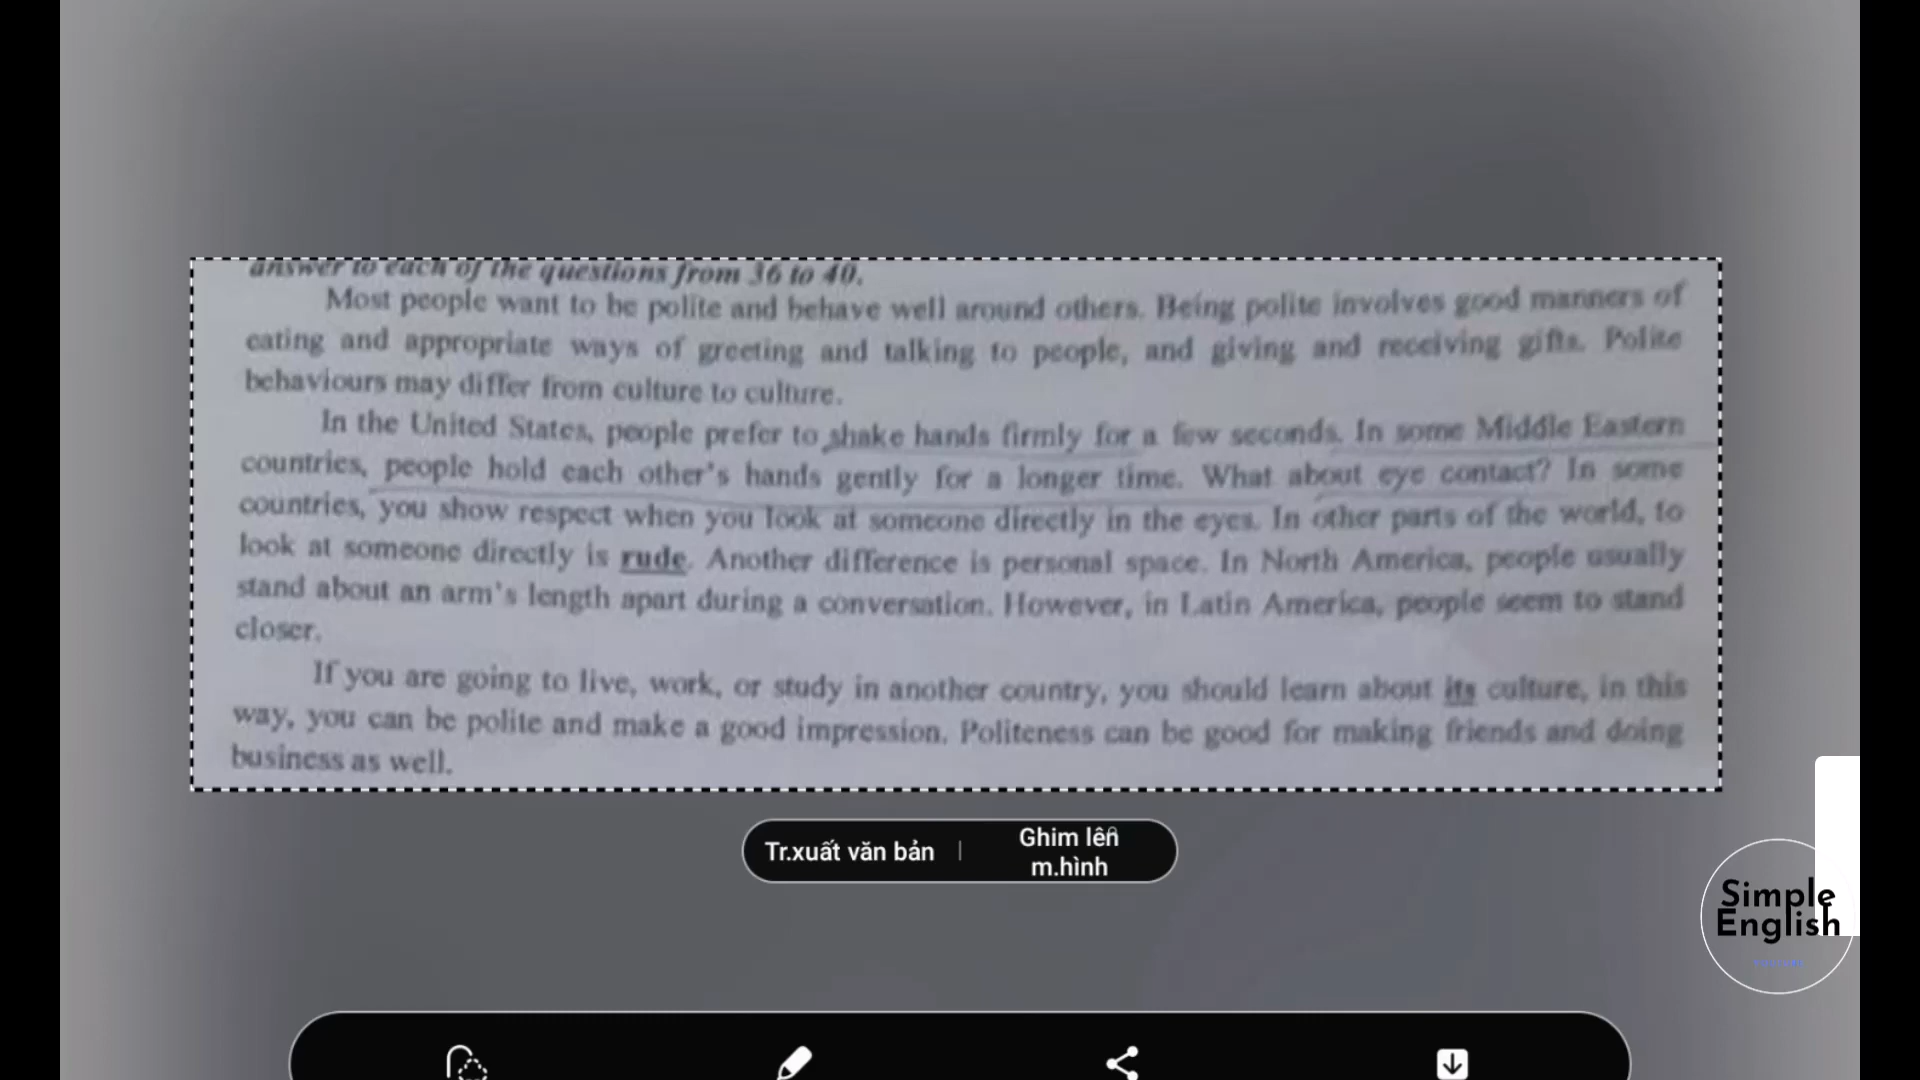 answer to each of the questions from 36 to 40.
Most people want to be polite and behave well around others. Being polite involves good manners of
eating and appropriate ways of greeting and talking to people, and giving and receiving gifts. Polite
behaviours may differ from culture to culture.
In the United States, people prefer to shake hands firmly for a few seconds. In some Middle Eastern
countries, people hold each other's hands gently for a longer time. What about eye contact? In some
countries, you show respect when you look at someone directly in the eyes. In other parts of the world, to
look at someone directly is rude. Another difference is personal space. In North America, people usually
stand about an arm's length apart during a conversation. However, in Latin America, people seem to stand
closer.
If you are going to live, work, or study in another country, you should learn about its culture, in this
way, you can be polite and make a good impression. Politeness can be good for making friends and doing
business as well.
Tr.xuất văn bản
Ghim lên
m.hình
Simple
English